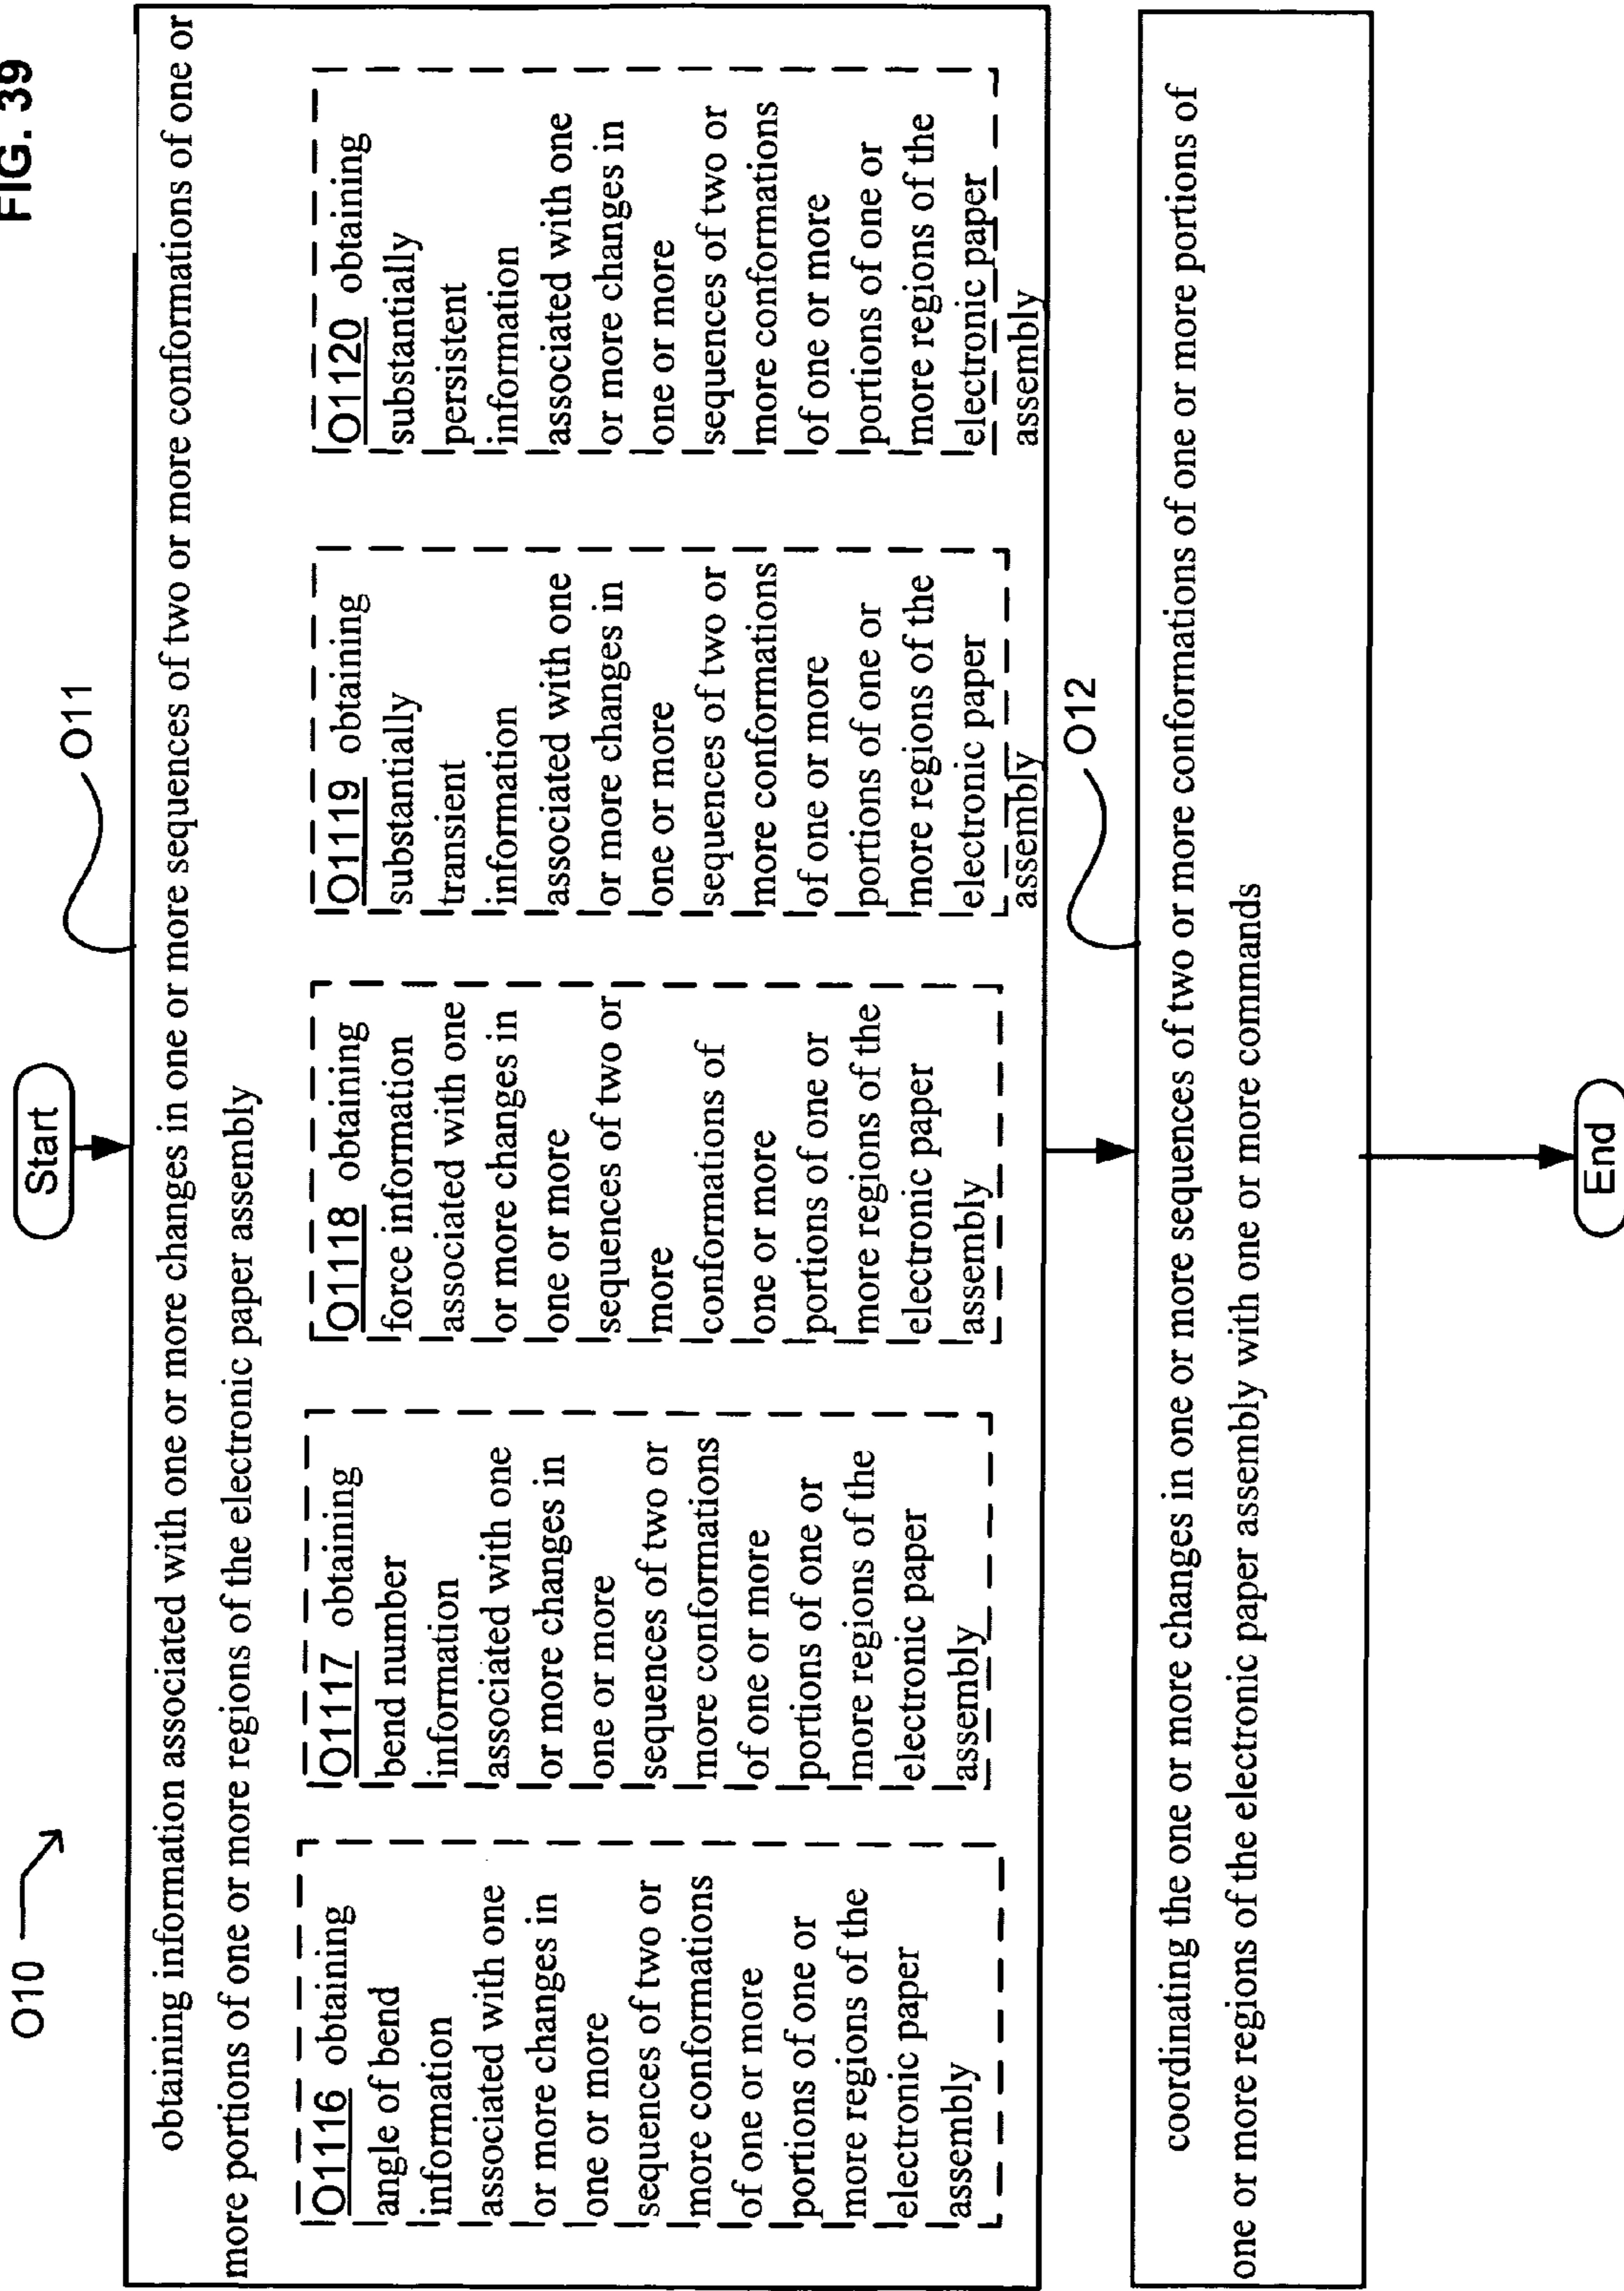 FIG. 39
O10
Start
O11
obtaining information associated with one or more changes in one or more sequences of two or more conformations of one or
more portions of one or more regions of the electronic paper assembly
O1116 obtaining
angle of bend
information
associated with one
or more changes in
one or more
sequences of two or
more conformations
of one or more
portions of one or
more regions of the
electronic paper
assembly
O1117 obtaining
bend number
information
associated with one
or more changes in
one or more
sequences of two or
more conformations
of one or more
portions of one or
more regions of the
electronic paper
assembly
O1118 obtaining
force information
associated with one
or more changes in
one or more
sequences of two or
more
conformations of
one or more
portions of one or
more regions of the
electronic paper
assembly
O1119 obtaining
substantially
transient
information
associated with one
or more changes in
one or more
sequences of two or
more conformations
of one or more
portions of one or
more regions of the
electronic paper
assembly
O1120 obtaining
substantially
persistent
information
associated with one
or more changes in
one or more
sequences of two or
more conformations
of one or more
portions of one or
more regions of the
electronic paper
assembly
O12
coordinating the one or more changes in one or more sequences of two or more conformations of one or more portions of
one or more regions of the electronic paper assembly with one or more commands
End